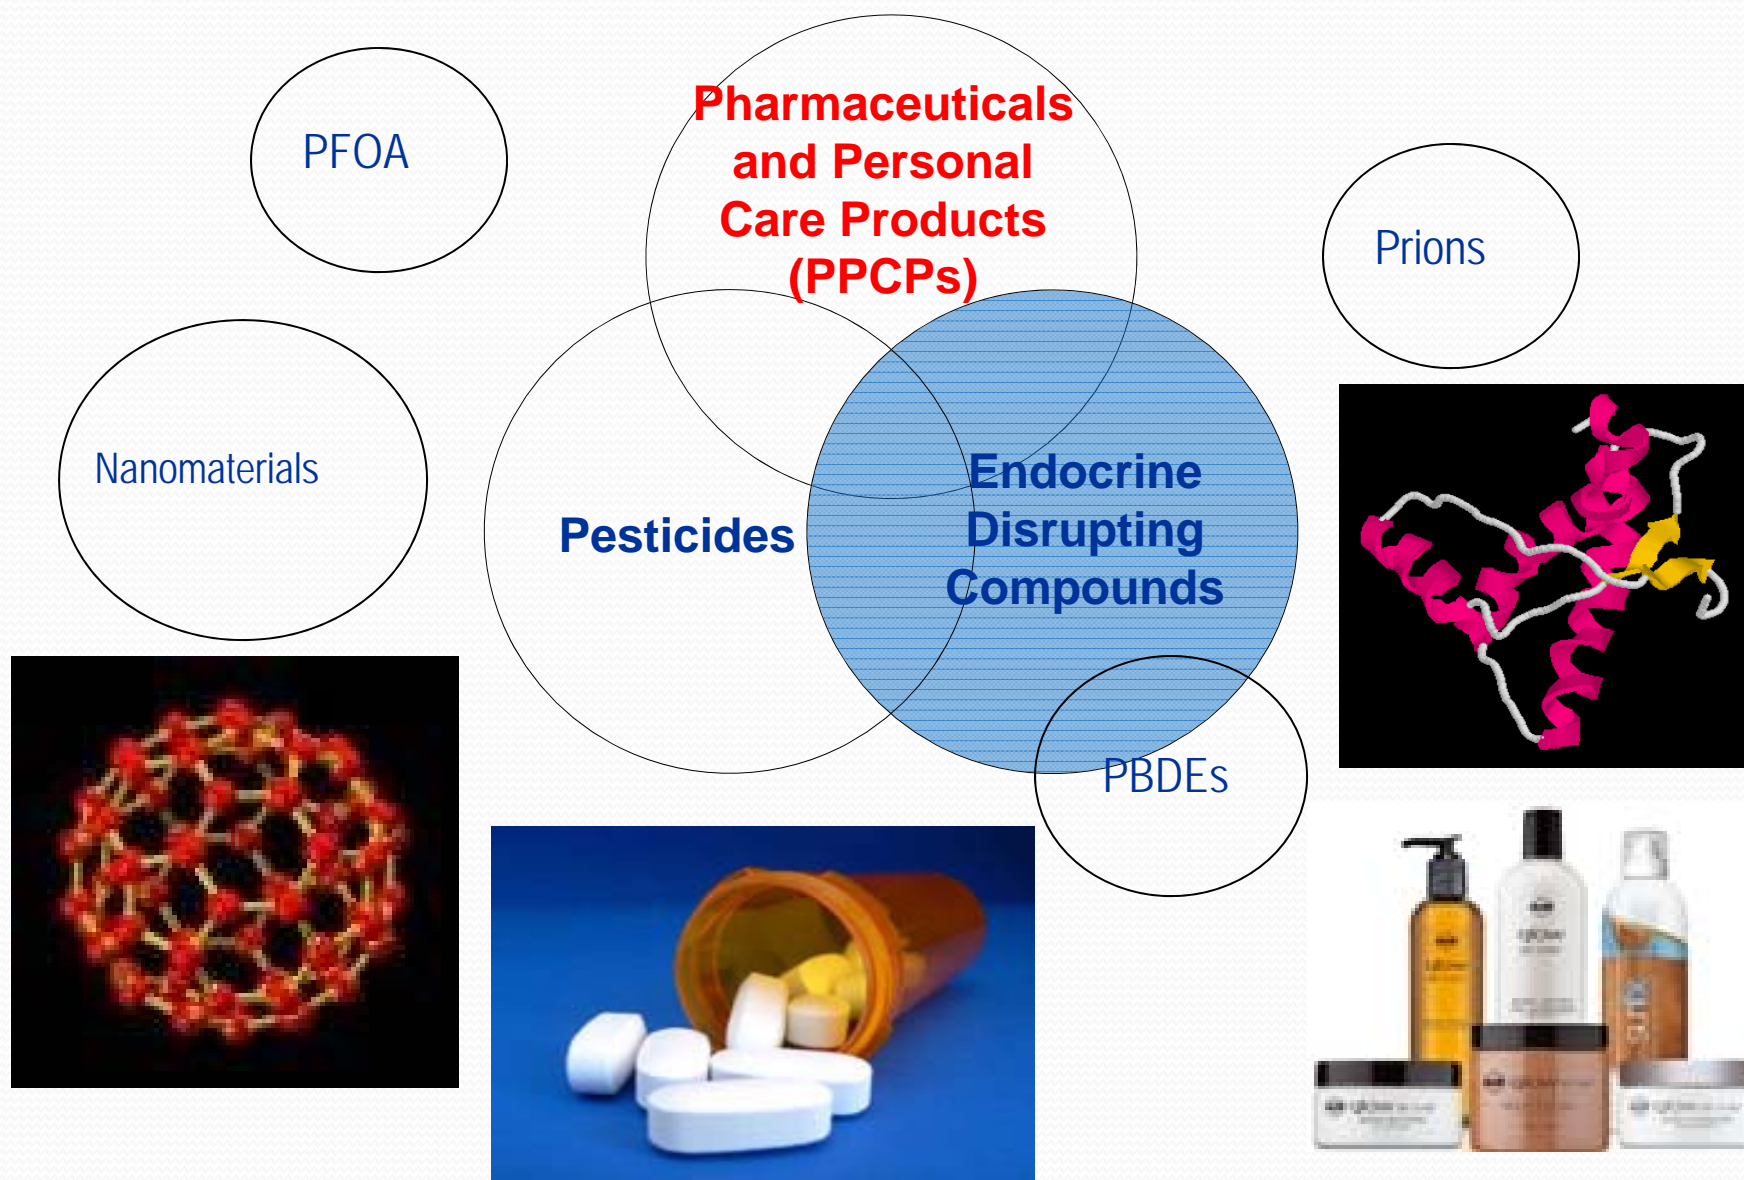 PFOA
Pharmaceuticals
and Personal
Care Products
(PPCPs)
Prions
Nanomaterials
Pesticides
Endocrine
Disrupting
Compounds
PBDEs